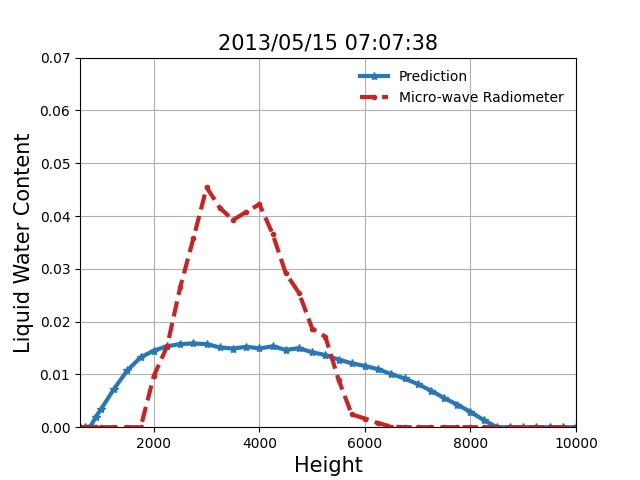 2013/05/15 07:07:38
0.07
0.06
0.05
0.04
0.03
0.02
0.01
0.00
Liquid Water Content
Prediction
Micro-wave Radiometer
2000 4000 6000 8000 10000
Height